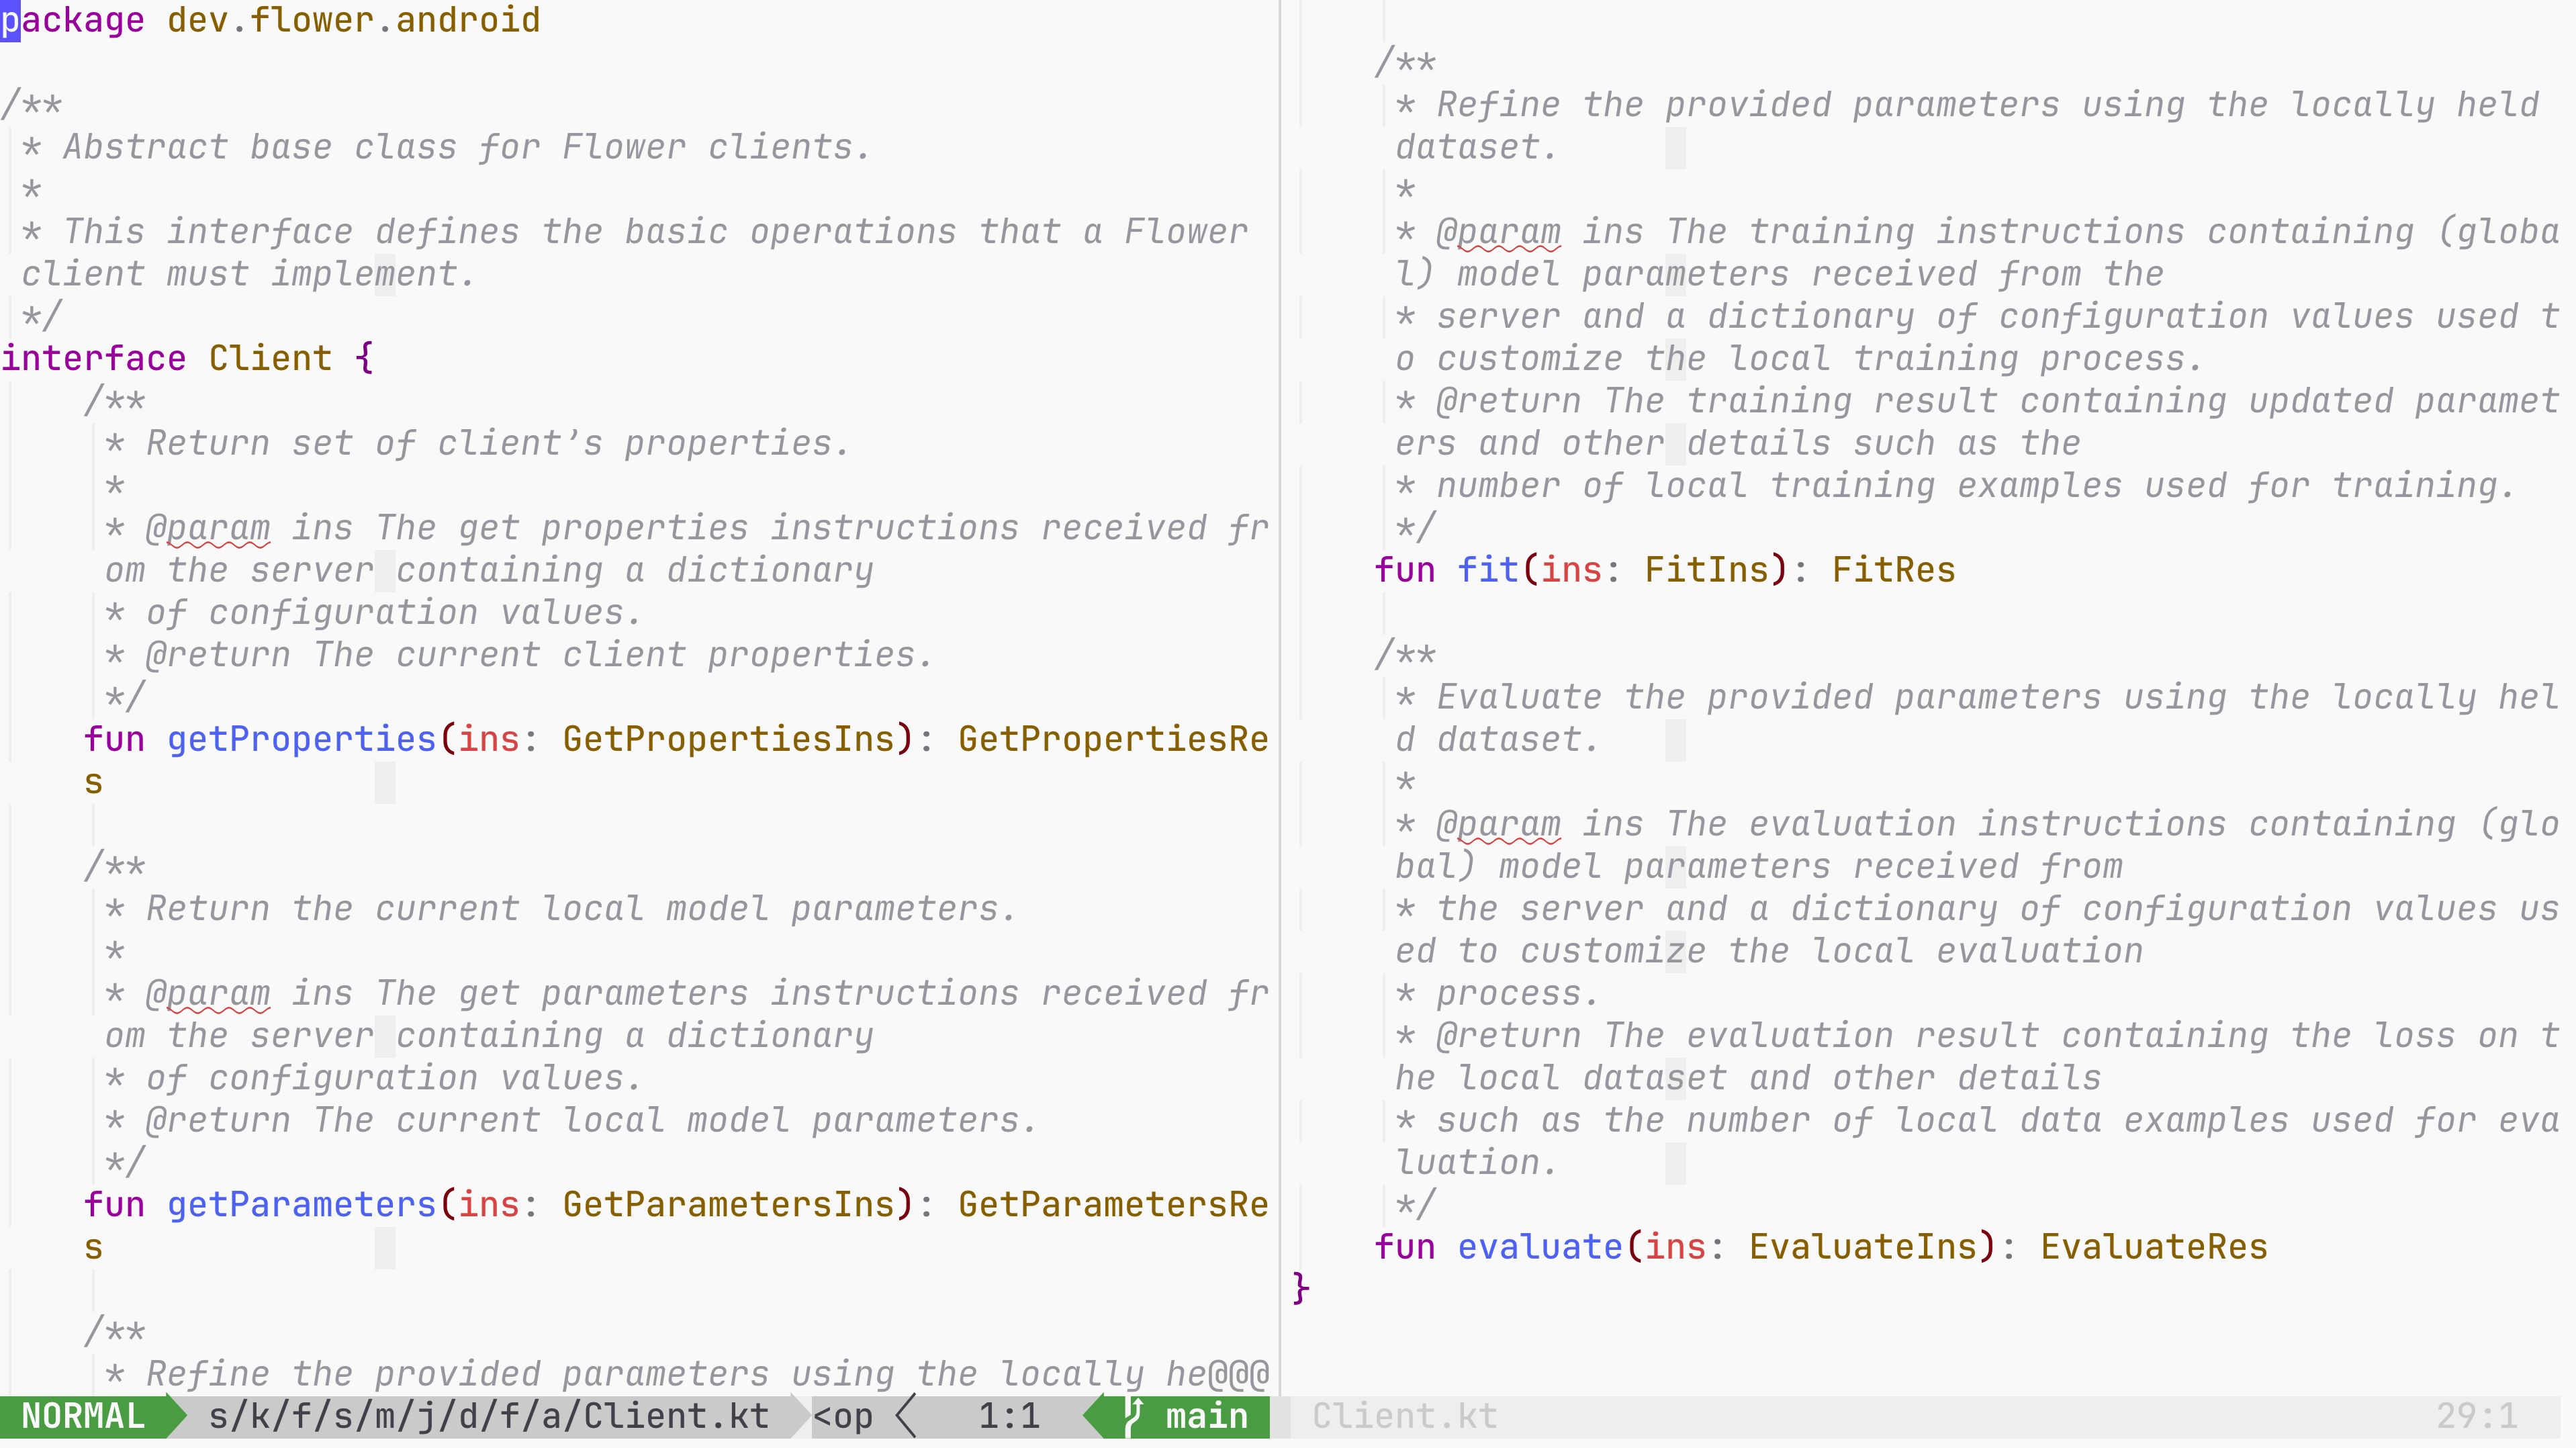 package dev.flower.android
/**
* Abstract base class for Flower clients.
*
* This interface defines the basic operations that a Flower
client must implement.
*/
interface Client {
/**
* Return set of client’s properties.
*
* @param ins The get properties instructions received fr
om the server containing a dictionary
* of configuration values.
* @return The current client properties.
*/
fun getProperties(ins: GetPropertiesIns): GetPropertiesRe
s
/**
* Return the current local model parameters.
*
* @param ins The get parameters instructions received fr
om the server containing a dictionary
* of configuration values.
* @return The current local model parameters.
*/
fun getParameters(ins: GetParametersIns): GetParametersRe
s
/**
* Refine the provided parameters using the locally he@@@
NORMAL s/k/f/s/m/j/d/f/a/Client.kt <op 1:1 main
/**
* Refine the provided parameters using the locally held
dataset.
*
* @param ins The training instructions containing (globa
l) model parameters received from the
* server and a dictionary of configuration values used t
o customize the local training process.
* @return The training result containing updated paramet
ers and other details such as the
* number of local training examples used for training.
*/
fun fit(ins: FitIns): FitRes
/**
* Evaluate the provided parameters using the locally hel
d dataset.
*
* @param ins The evaluation instructions containing (glo
bal) model parameters received from
* the server and a dictionary of configuration values us
ed to customize the local evaluation
* process.
* @return The evaluation result containing the loss on t
he local dataset and other details
* such as the number of local data examples used for eva
luation.
*/
fun evaluate(ins: EvaluateIns): EvaluateRes
}
Client.kt 29:1